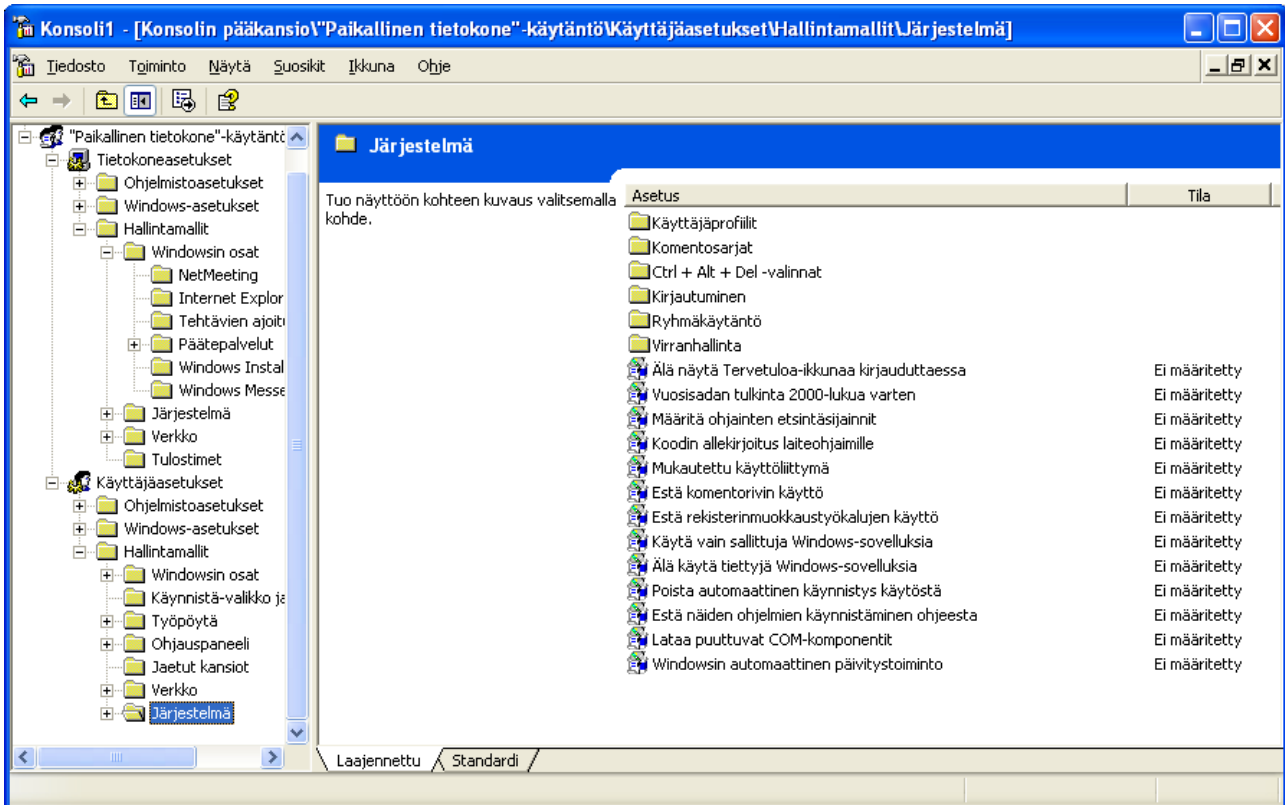 Konsoli1 - [Konsolin pääkansio\"Paikallinen tietokone"-käytäntö\Käyttäjäasetukset\Hallintamallit\Järjestelmä]
Tiedosto Toiminto Näytä Suosikit Ikkuna Ohje
"Paikallinen tietokone"-käytäntö
Tietokoneasetukset
Ohjelmistoasetukset
Windows-asetukset
Hallintamallit
Windowsin osat
NetMeeting
Internet Explor
Tehtävien ajoitu
Päätepalvelut
Windows Instal
Windows Messe
Järjestelmä
Verkko
Tulostimet
Käyttäjäasetukset
Ohjelmistoasetukset
Windows-asetukset
Hallintamallit
Windowsin osat
Käynnistä-valikko ja
Työpöytä
Ohjauspaneeli
Jaetut kansiot
Verkko
Järjestelmä
Järjestelmä
Tuo näyttöön kohteen kuvaus valitsemalla
kohde.
Asetus Tila
Käyttäjäprofiilit
Komentosarjat
Ctrl + Alt + Del -valinnat
Kirjautuminen
Ryhmäkäytäntö
Virranhallinta
Älä näytä Tervetuloa-ikkunaa kirjauduttaessa Ei määritetty
Vuosisadan tulkinta 2000-lukua varten Ei määritetty
Määritä ohjainten etsintäsijainnit Ei määritetty
Koodin allekirjoitus laiteohjaimille Ei määritetty
Mukautettu käyttöliittymä Ei määritetty
Estä komentorivin käyttö Ei määritetty
Estä rekisterinmuokkaustyökalujen käyttö Ei määritetty
Käytä vain sallittuja Windows-sovelluksia Ei määritetty
Älä käytä tiettyjä Windows-sovelluksia Ei määritetty
Poista automaattinen käynnistys käytöstä Ei määritetty
Estä näiden ohjelmien käynnistäminen ohjeesta Ei määritetty
Lataa puuttuvat COM-komponentit Ei määritetty
Windowsin automaattinen päivitystoiminto Ei määritetty
Laajennettu Standardi